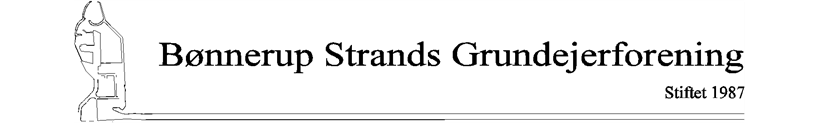 Bønnerup Strands Grundejerforening
Stiftet 1987